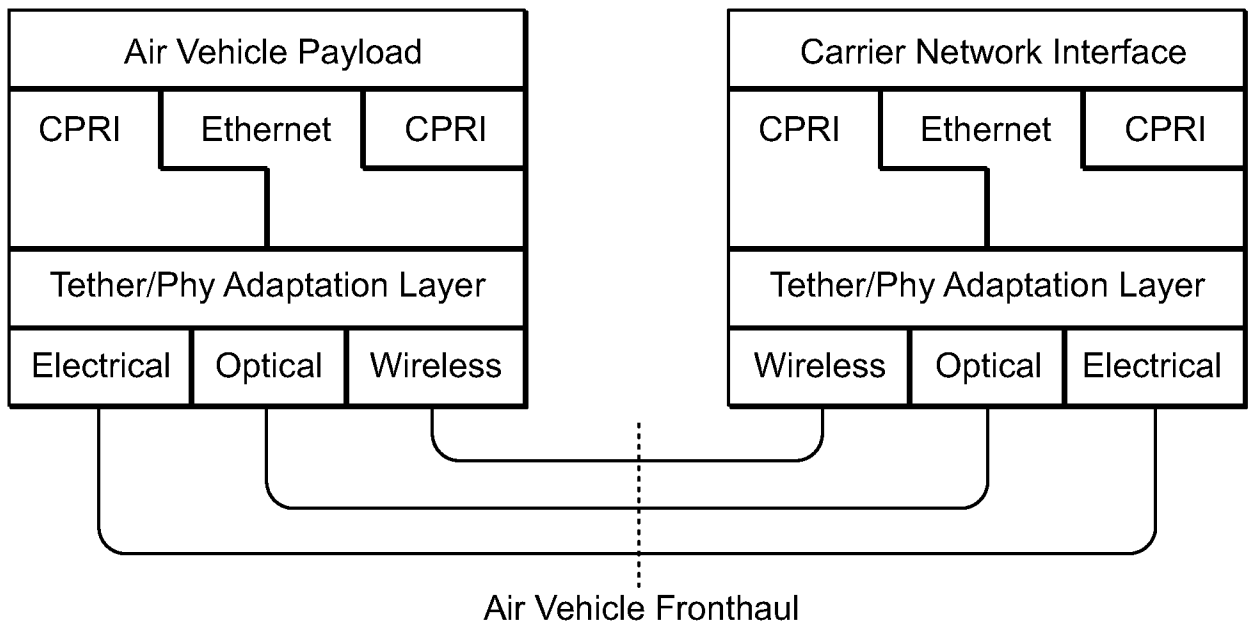 Air Vehicle Payload
CPRI Ethernet CPRI
Tether/Phy Adaptation Layer
Electrical Optical Wireless
Carrier Network Interface
CPRI Ethernet CPRI
Tether/Phy Adaptation Layer
Wireless Optical Electrical
Air Vehicle Fronthaul